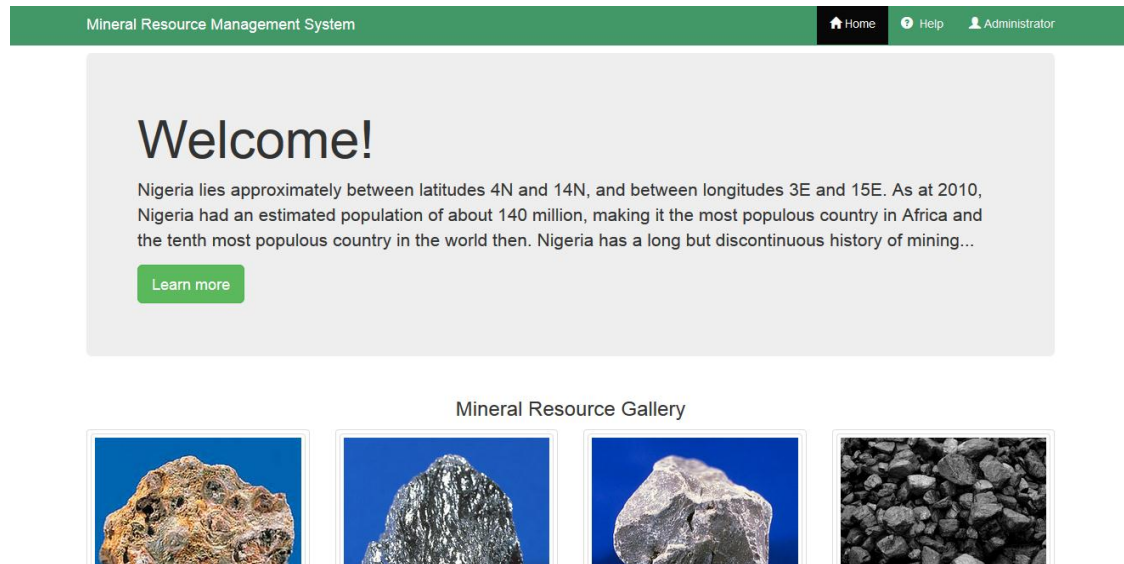 Mineral Resource Management System
Home
Help
Administrator
Welcome!
Nigeria lies approximately between latitudes 4N and 14N, and between longitudes 3E and 15E. As at 2010,
Nigeria had an estimated population of about 140 million, making it the most populous country in Africa and
the tenth most populous country in the world then. Nigeria has a long but discontinuous history of mining...
Learn more
Mineral Resource Gallery